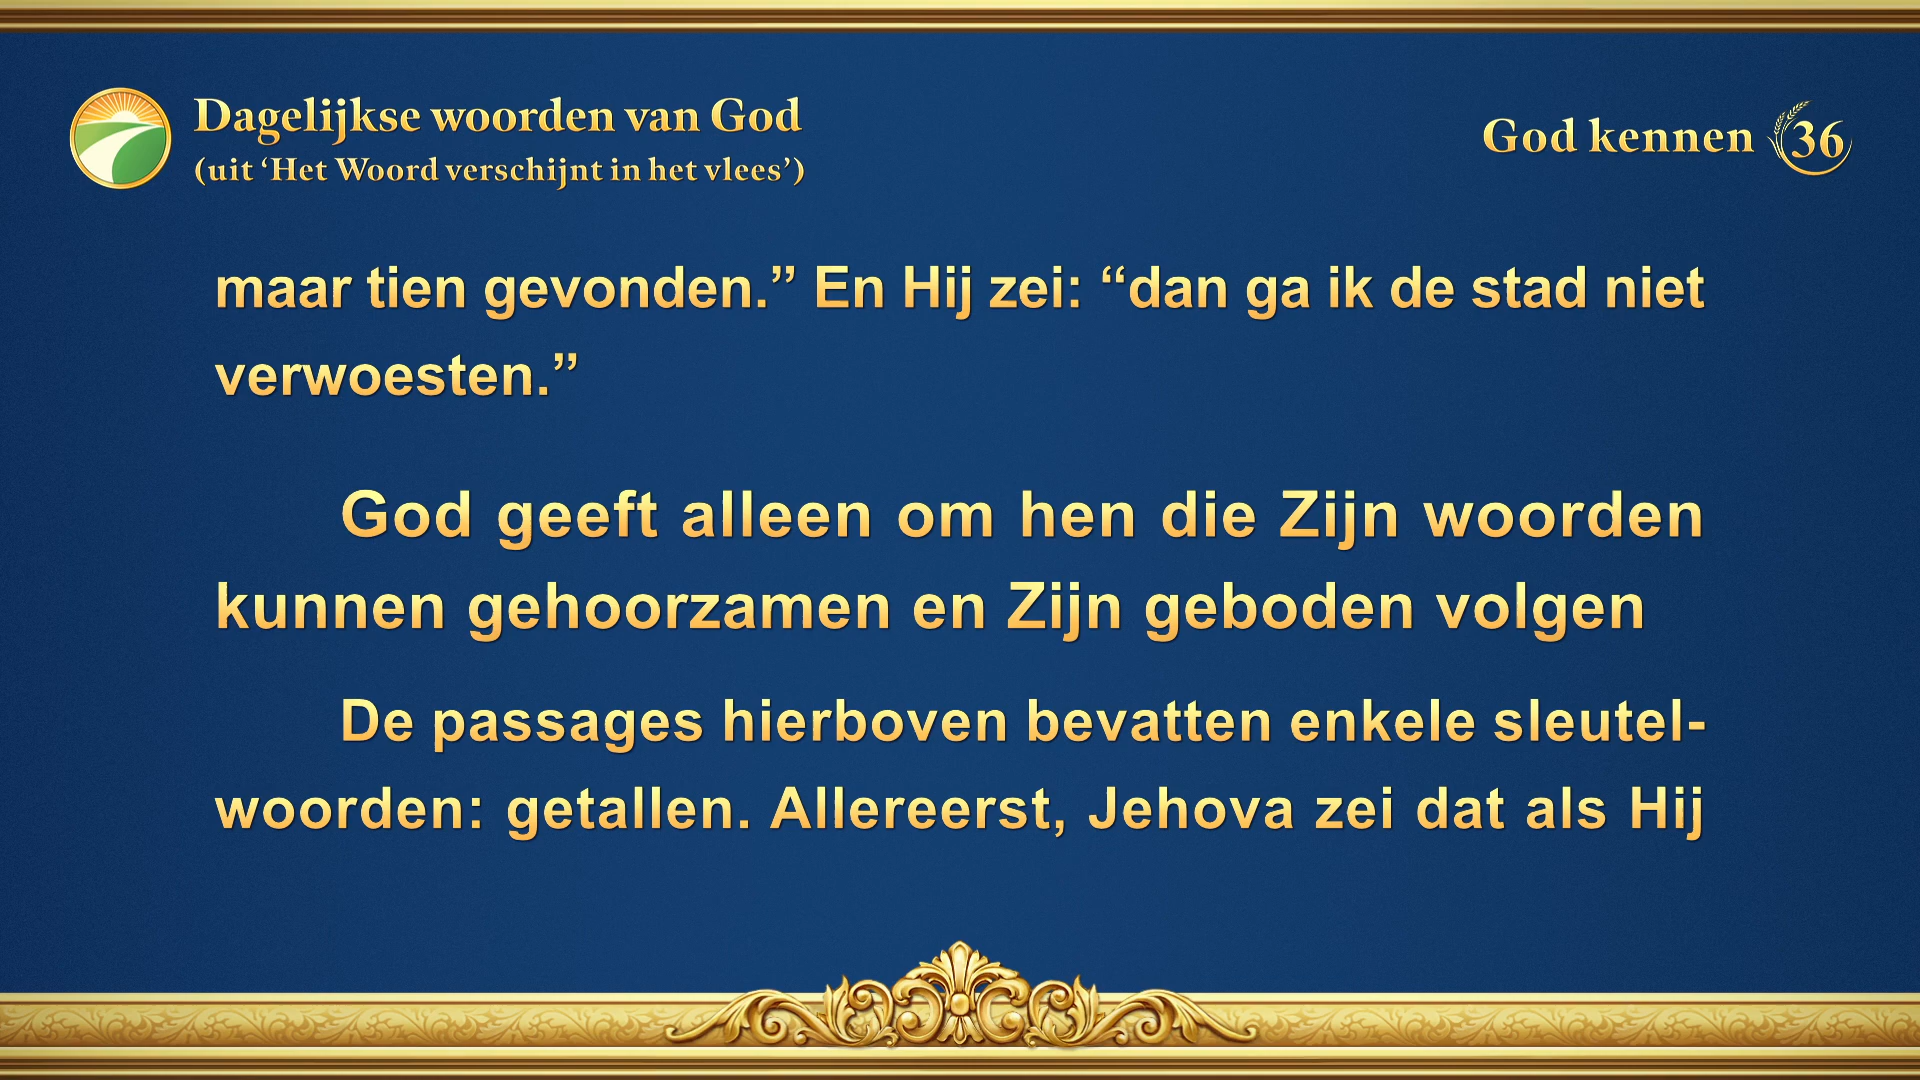 Dagelijkse woorden van God
(uit ‘Het Woord verschijnt in het vlees’)
God kennen 36
maar tien gevonden.” En Hij zei: “dan ga ik de stad niet
verwoesten.”
God geeft alleen om hen die Zijn woorden
kunnen gehoorzamen en Zijn geboden volgen
De passages hierboven bevatten enkele sleutel-
woorden: getallen. Allereerst, Jehova zei dat als Hij